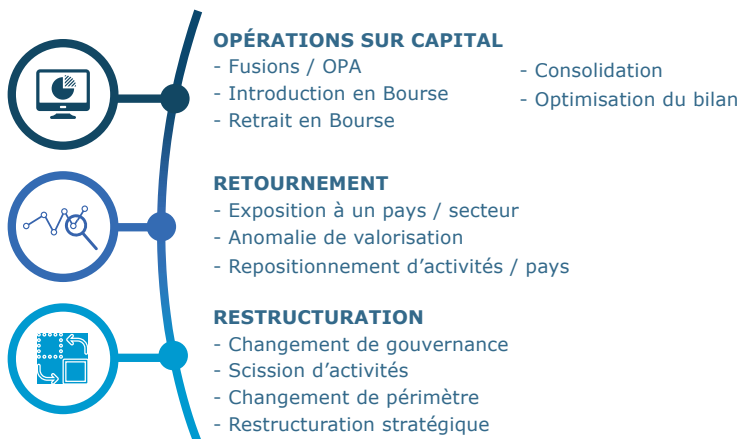 OPÉRATIONS SUR CAPITAL
- Fusions / OPA
- Introduction en Bourse
- Retrait en Bourse
- Consolidation
- Optimisation du bilan
RETOURNEMENT
- Exposition à un pays / secteur
- Anomalie de valorisation
- Repositionnement d’activités / pays
RESTRUCTURATION
- Changement de gouvernance
- Scission d’activités
- Changement de périmètre
- Restructuration stratégique